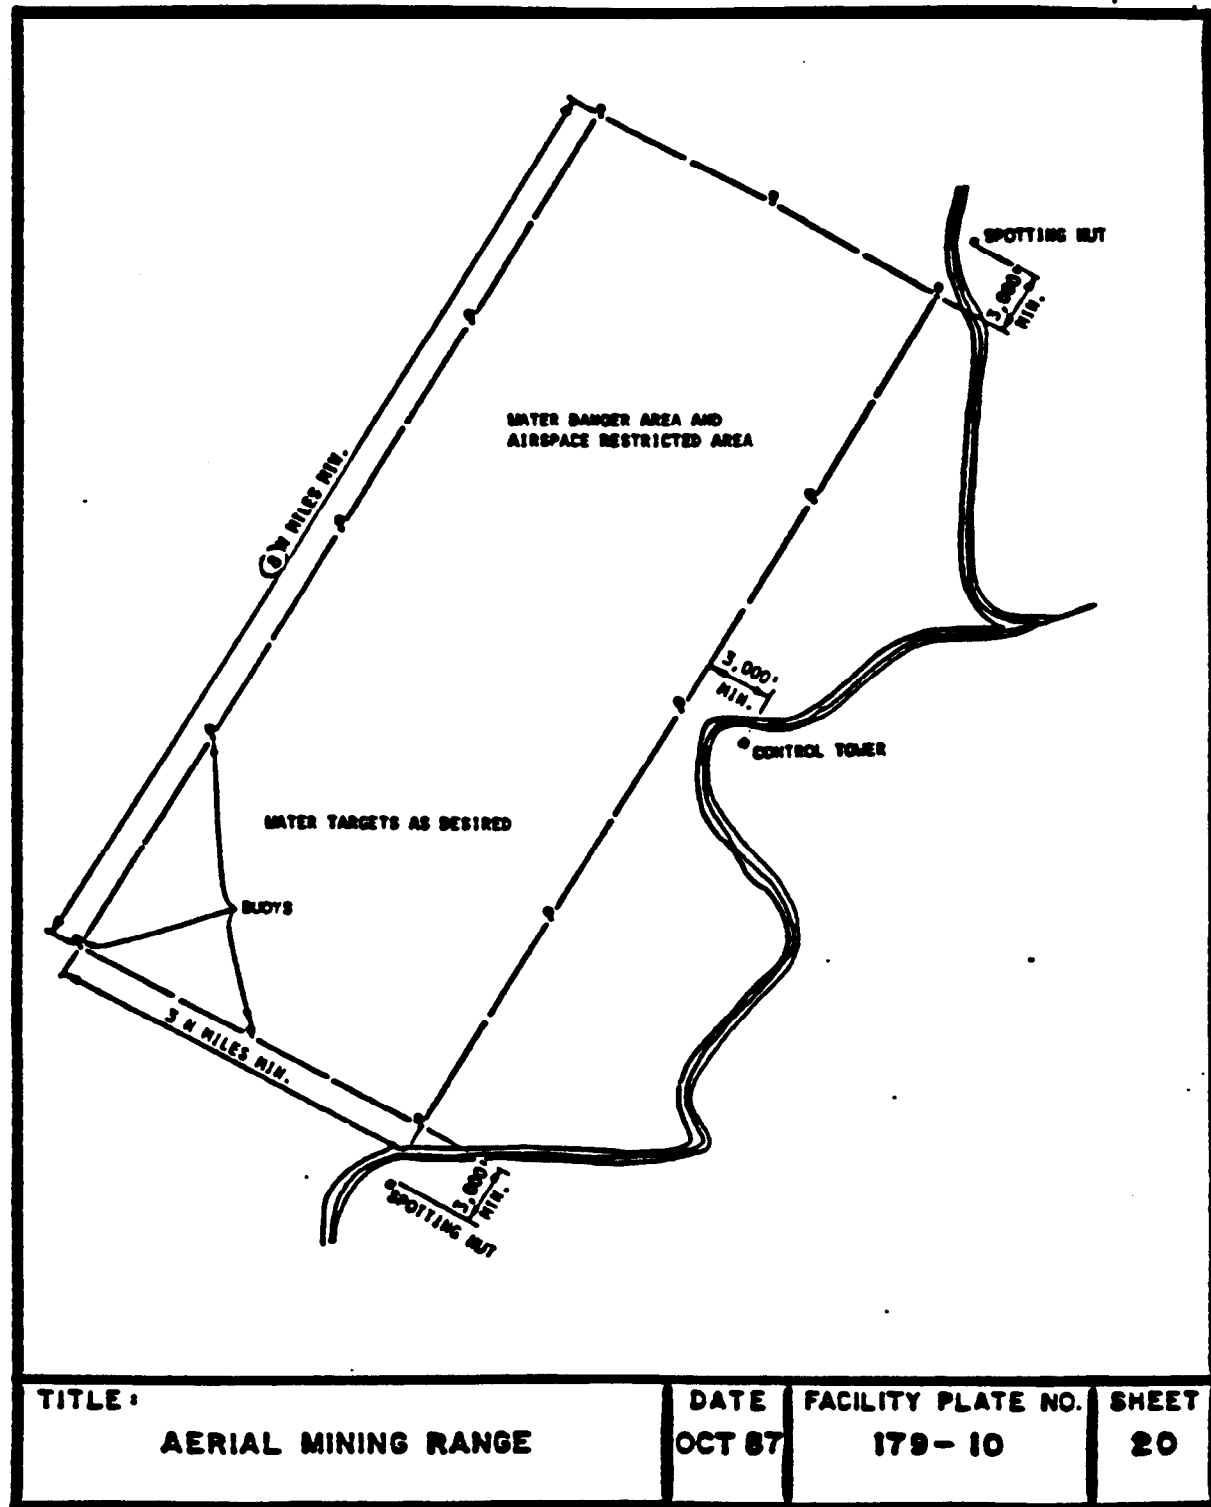 SPOTTING HUT
3,000'
MIN.
WATER DANGER AREA AND
AIRSPACE RESTRICTED AREA
8 N MILES MIN.
3,000'
MIN.
CONTROL TOWER
WATER TARGETS AS DESIRED
BUOYS
3 N MILES MIN.
3,000'
MIN.
SPOTTING HUT
TITLE:
AERIAL MINING RANGE
DATE
OCT 87
FACILITY PLATE NO.
179-10
SHEET
20